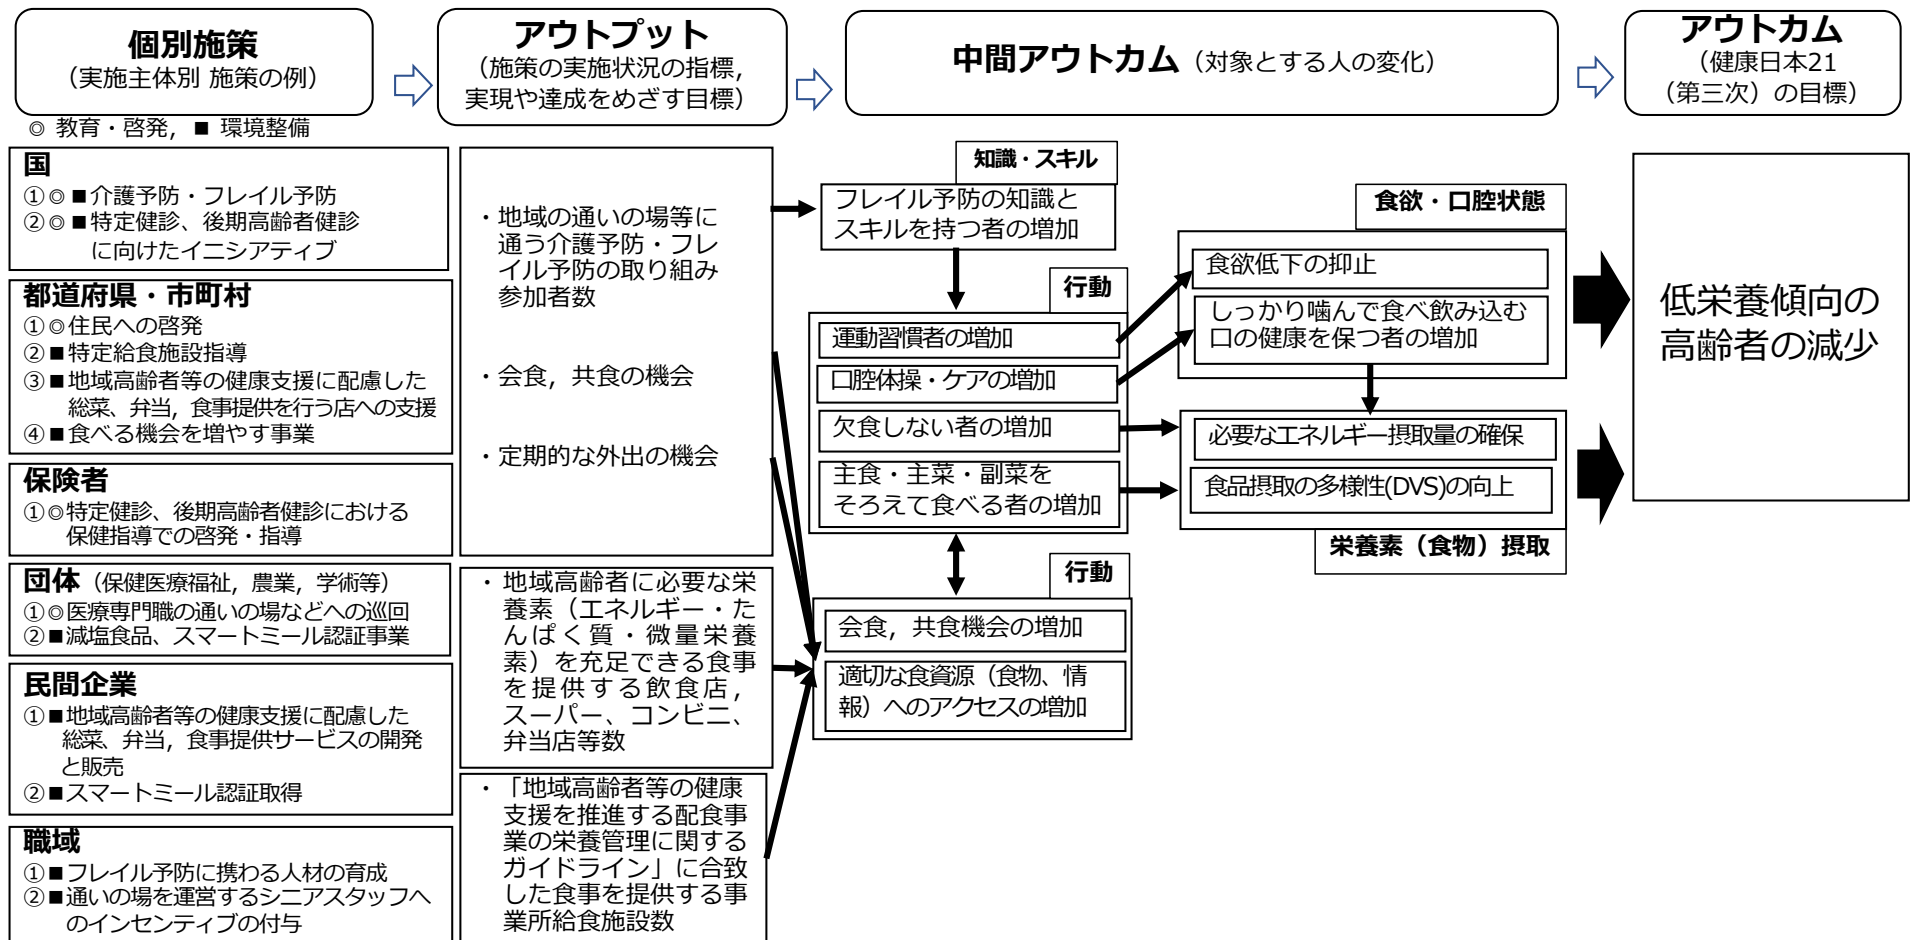 個別施策
（実施主体別 施策の例）
アウトプット
（施策の実施状況の指標，
実現や達成をめざす目標）
中間アウトカム（対象とする人の変化）
アウトカム
（健康日本21
（第三次）の目標）
◎ 教育・啓発，■ 環境整備
国
①◎■介護予防・フレイル予防
②◎■特定健診、後期高齢者健診
に向けたイニシアティブ
都道府県・市町村
①◎住民への啓発
②■特定給食施設指導
③■地域高齢者等の健康支援に配慮した
総菜、弁当，食事提供を行う店への支援
④■食べる機会を増やす事業
保険者
①◎特定健診、後期高齢者健診における
保健指導での啓発・指導
団体（保健医療福祉，農業，学術等）
①◎医療専門職の通いの場などへの巡回
②■減塩食品、スマートミール認証事業
民間企業
①■地域高齢者等の健康支援に配慮した
総菜、弁当，食事提供サービスの開発
と販売
②■スマートミール認証取得
職域
①■フレイル予防に携わる人材の育成
②■通いの場を運営するシニアスタッフへ
のインセンティブの付与
・地域の通いの場等に
通う介護予防・フレ
イル予防の取り組み
参加者数
・会食，共食の機会
・定期的な外出の機会
・地域高齢者に必要な栄
養素（エネルギー・た
んぱく質・微量栄養
素）を充足できる食事
を提供する飲食店，
スーパー、コンビニ、
弁当店等数
・「地域高齢者等の健康
支援を推進する配食事
業の栄養管理に関する
ガイドライン」に合致
した食事を提供する事
業所給食施設数
知識・スキル
フレイル予防の知識と
スキルを持つ者の増加
行動
運動習慣者の増加
口腔体操・ケアの増加
欠食しない者の増加
主食・主菜・副菜を
そろえて食べる者の増加
行動
会食，共食機会の増加
適切な食資源（食物、情
報）へのアクセスの増加
食欲・口腔状態
食欲低下の抑止
しっかり噛んで食べ飲み込む
口の健康を保つ者の増加
必要なエネルギー摂取量の確保
食品摂取の多様性(DVS)の向上
栄養素（食物）摂取
低栄養傾向の
高齢者の減少